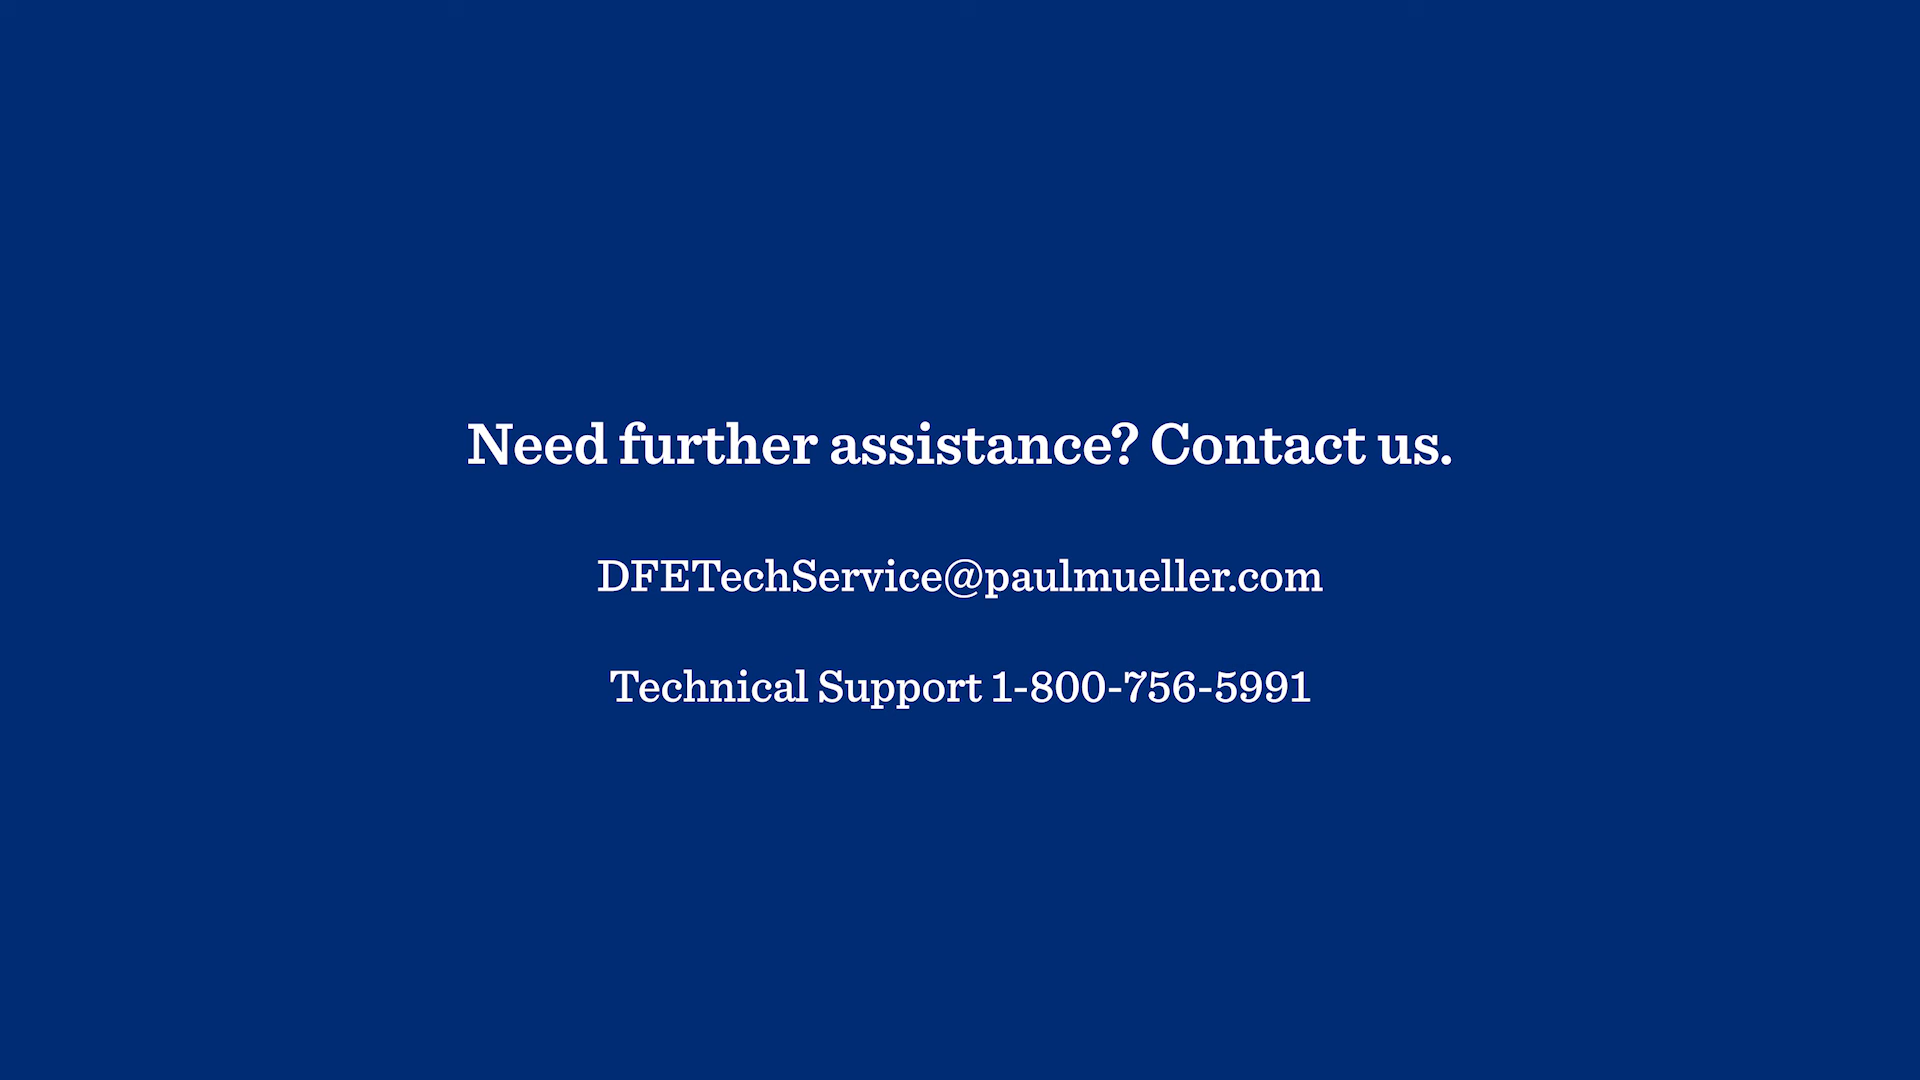 Need further assistance? Contact us.
DFETechService@paulmueller.com
Technical Support 1-800-756-5991